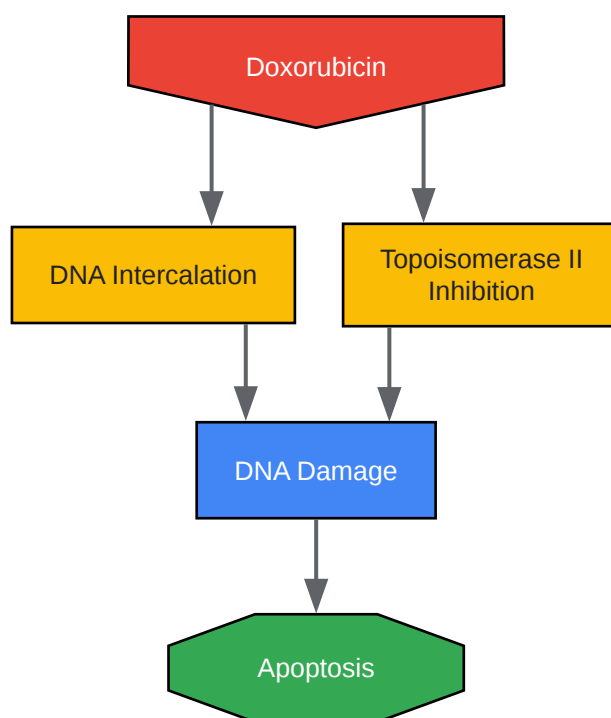 Doxorubicin
DNA Intercalation
Topoisomerase II
Inhibition
DNA Damage
Apoptosis